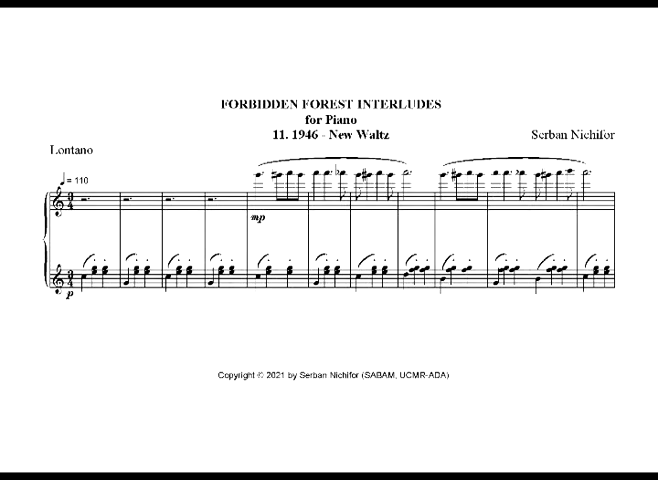 FORBIDDEN FOREST INTERLUDES
for Piano
11. 1946 - New Waltz
Serban Nichifor
Lontano
= 110
mp
p
Copyright © 2021 by Serban Nichifor (SABAM, UCMR-ADA)